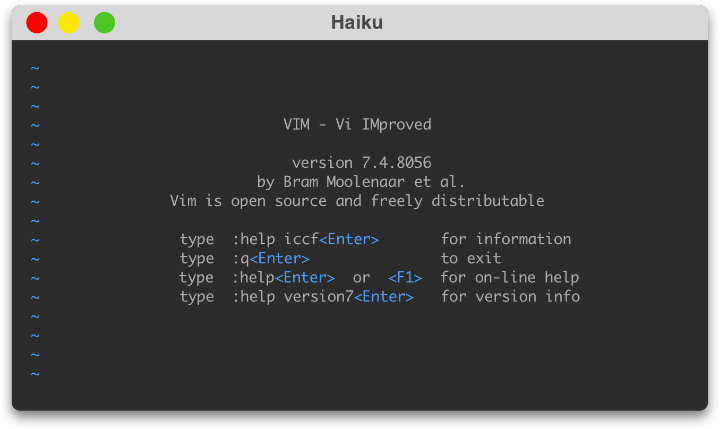 Haiku
~
~
~
~ VIM - Vi IMproved
~
~ version 7.4.8056
~ by Bram Moolenaar et al.
~ Vim is open source and freely distributable
~
~ type :help iccf<Enter> for information
~ type :q<Enter> to exit
~ type :help<Enter> or <F1> for on-line help
~ type :help version7<Enter> for version info
~
~
~
~